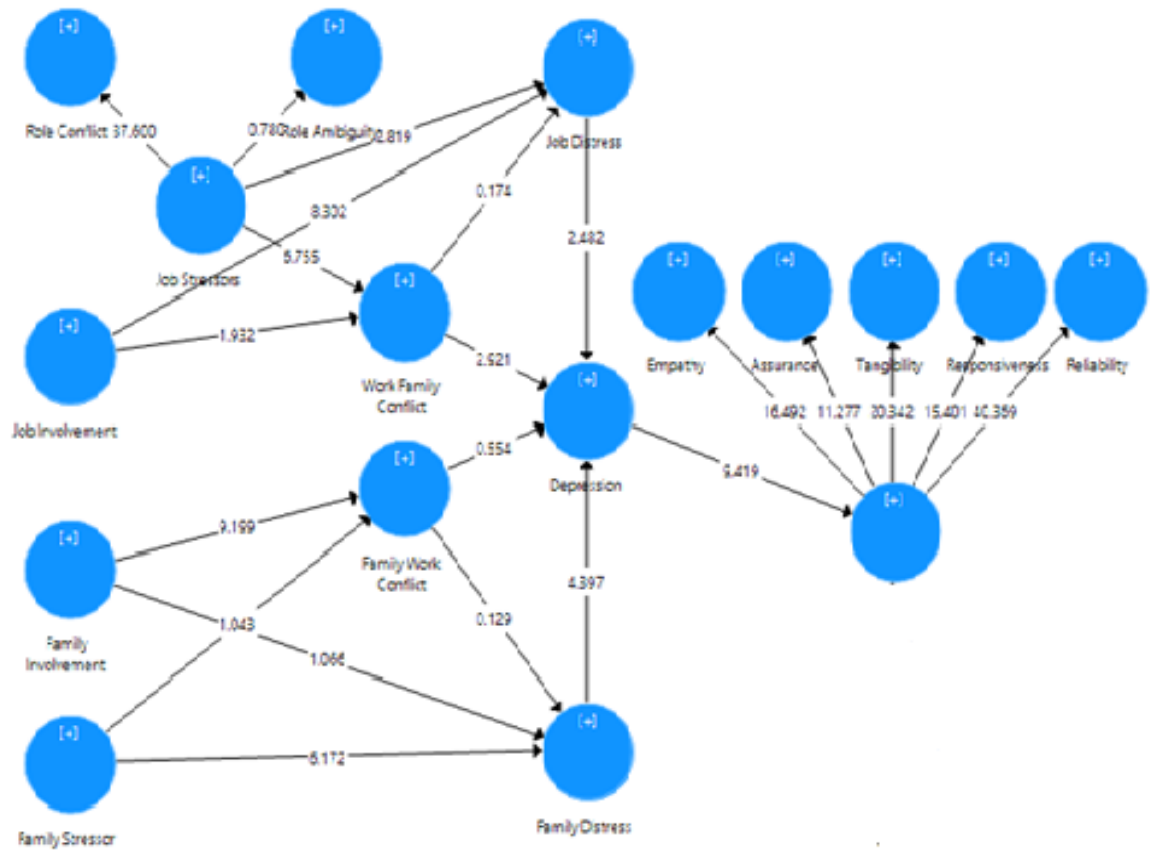 [+]
[+]
[+]
Role Conflict 37.600
0.780 Role Ambiguity
2.819
Job Distress
[+]
0.174
8.302
2.482
5.755
Job Stressors
[+]
[+]
[+]
[+]
[+]
[+]
[+]
1.932
2.921
Empathy
Assurance
Tangibility
Responsiveness
Reliability
Work Family
Conflict
[+]
Job Involvement
16.492
11.277
20.342
15.401
40.369
0.554
[+]
Depression
9.419
[+]
9.199
[+]
Family Work
Conflict
4.397
0.129
1.043
Family
Involvement
1.066
[+]
[+]
6.172
Family Stressor
Family Distress